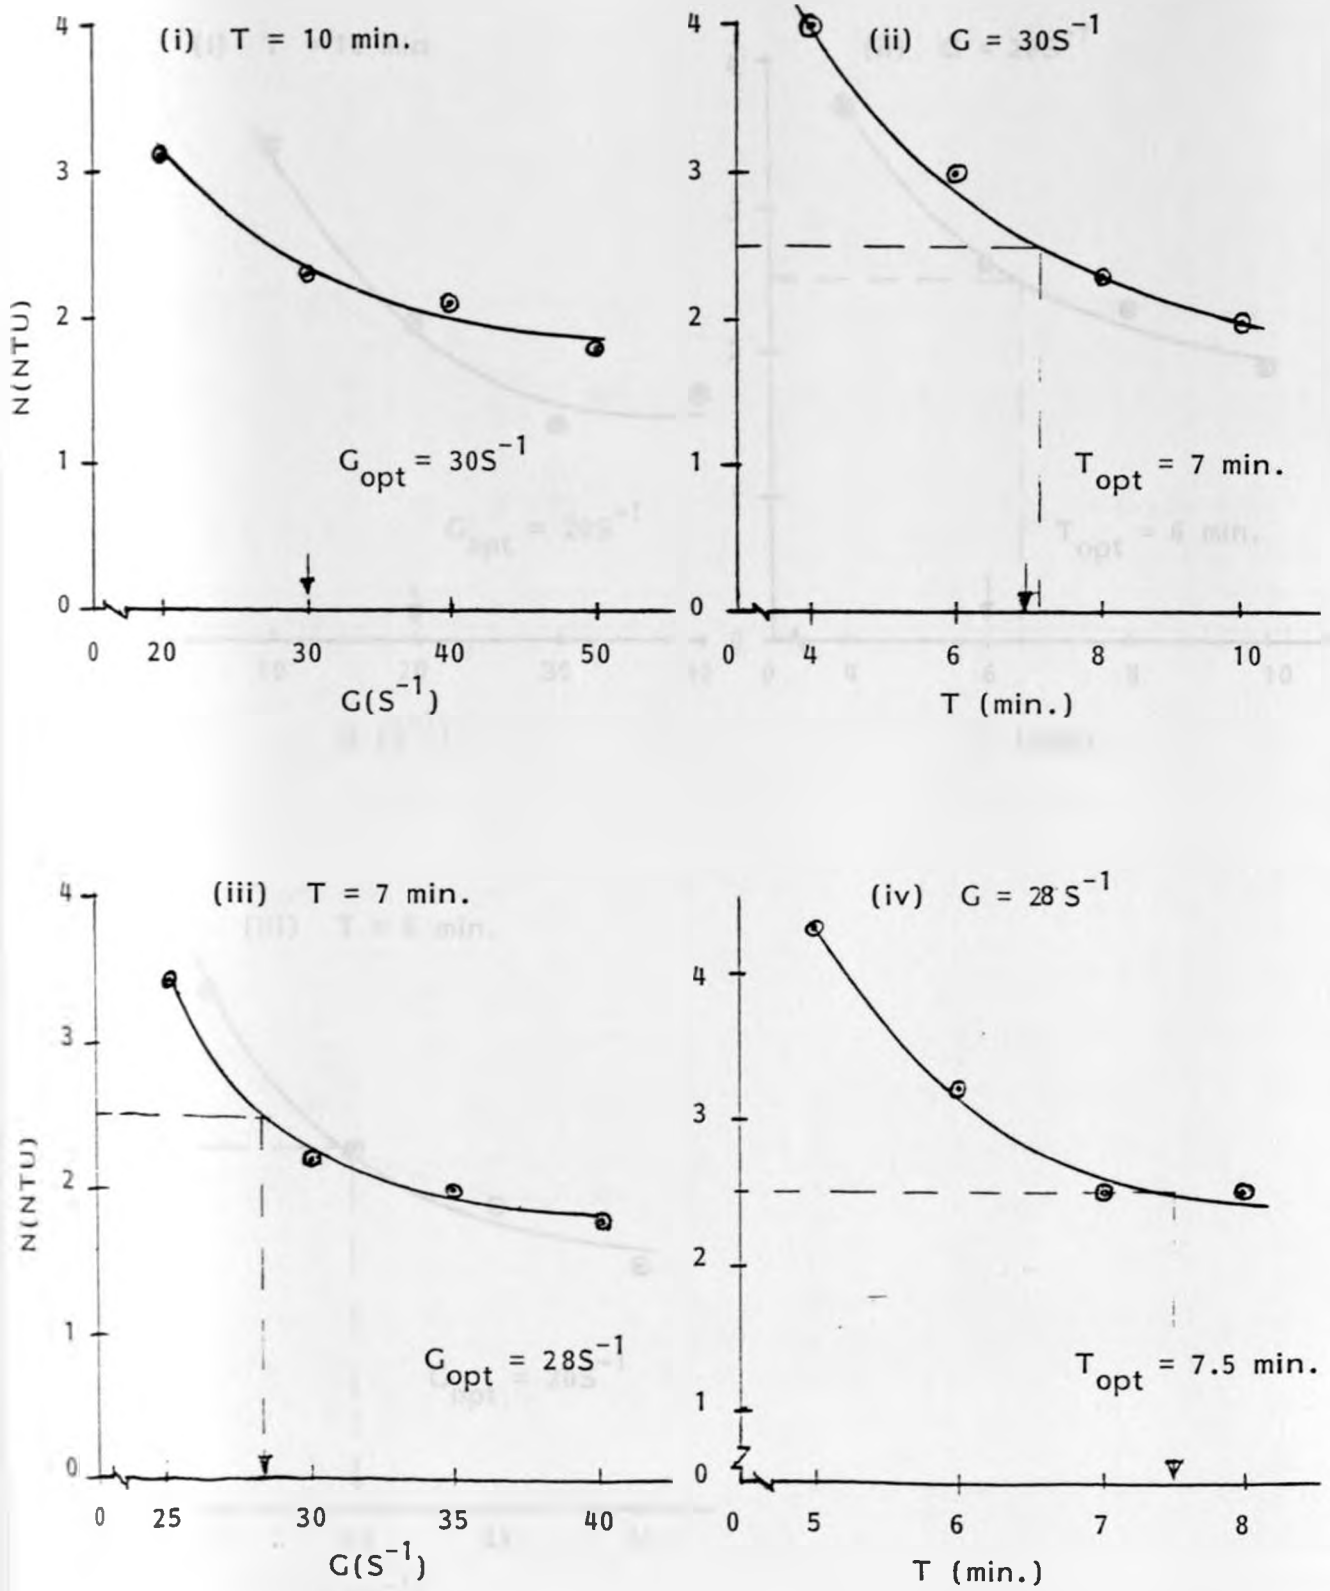 (i) T = 10 min.
4
3
2
1
0
N(NTU)
G_opt = 30S⁻¹
0 20 30 40 50
G(S⁻¹)
(ii) G = 30S⁻¹
4
3
2
1
0
T_opt = 7 min.
0 4 6 8 10
T (min.)
(iii) T = 7 min.
4
3
2
1
0
N(NTU)
G_opt = 28S⁻¹
0 25 30 35 40
G(S⁻¹)
(iv) G = 28 S⁻¹
4
3
2
1
0
T_opt = 7.5 min.
0 5 6 7 8
T (min.)